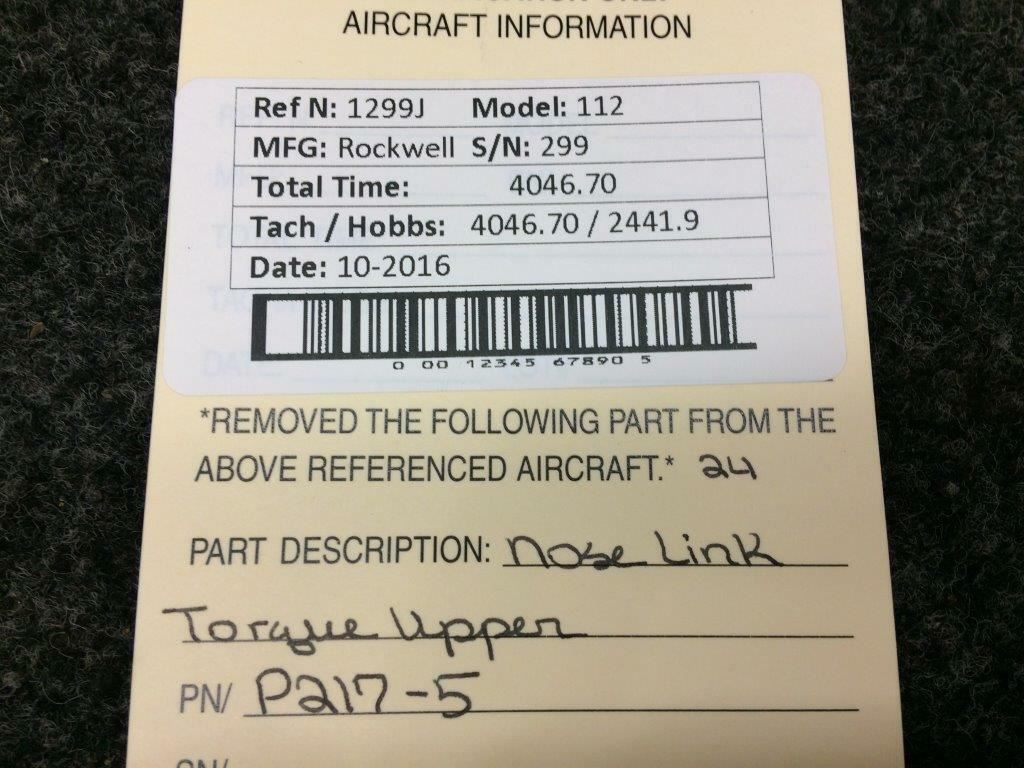 AIRCRAFT INFORMATION
Ref N: 1299J Model: 112
MFG: Rockwell S/N: 299
Total Time: 4046.70
Tach / Hobbs: 4046.70 / 2441.9
Date: 10-2016
0 00 12345 67890 5
*REMOVED THE FOLLOWING PART FROM THE
ABOVE REFERENCED AIRCRAFT.* 24
PART DESCRIPTION: Nose Link
Torque Upper
PN/ P217-5